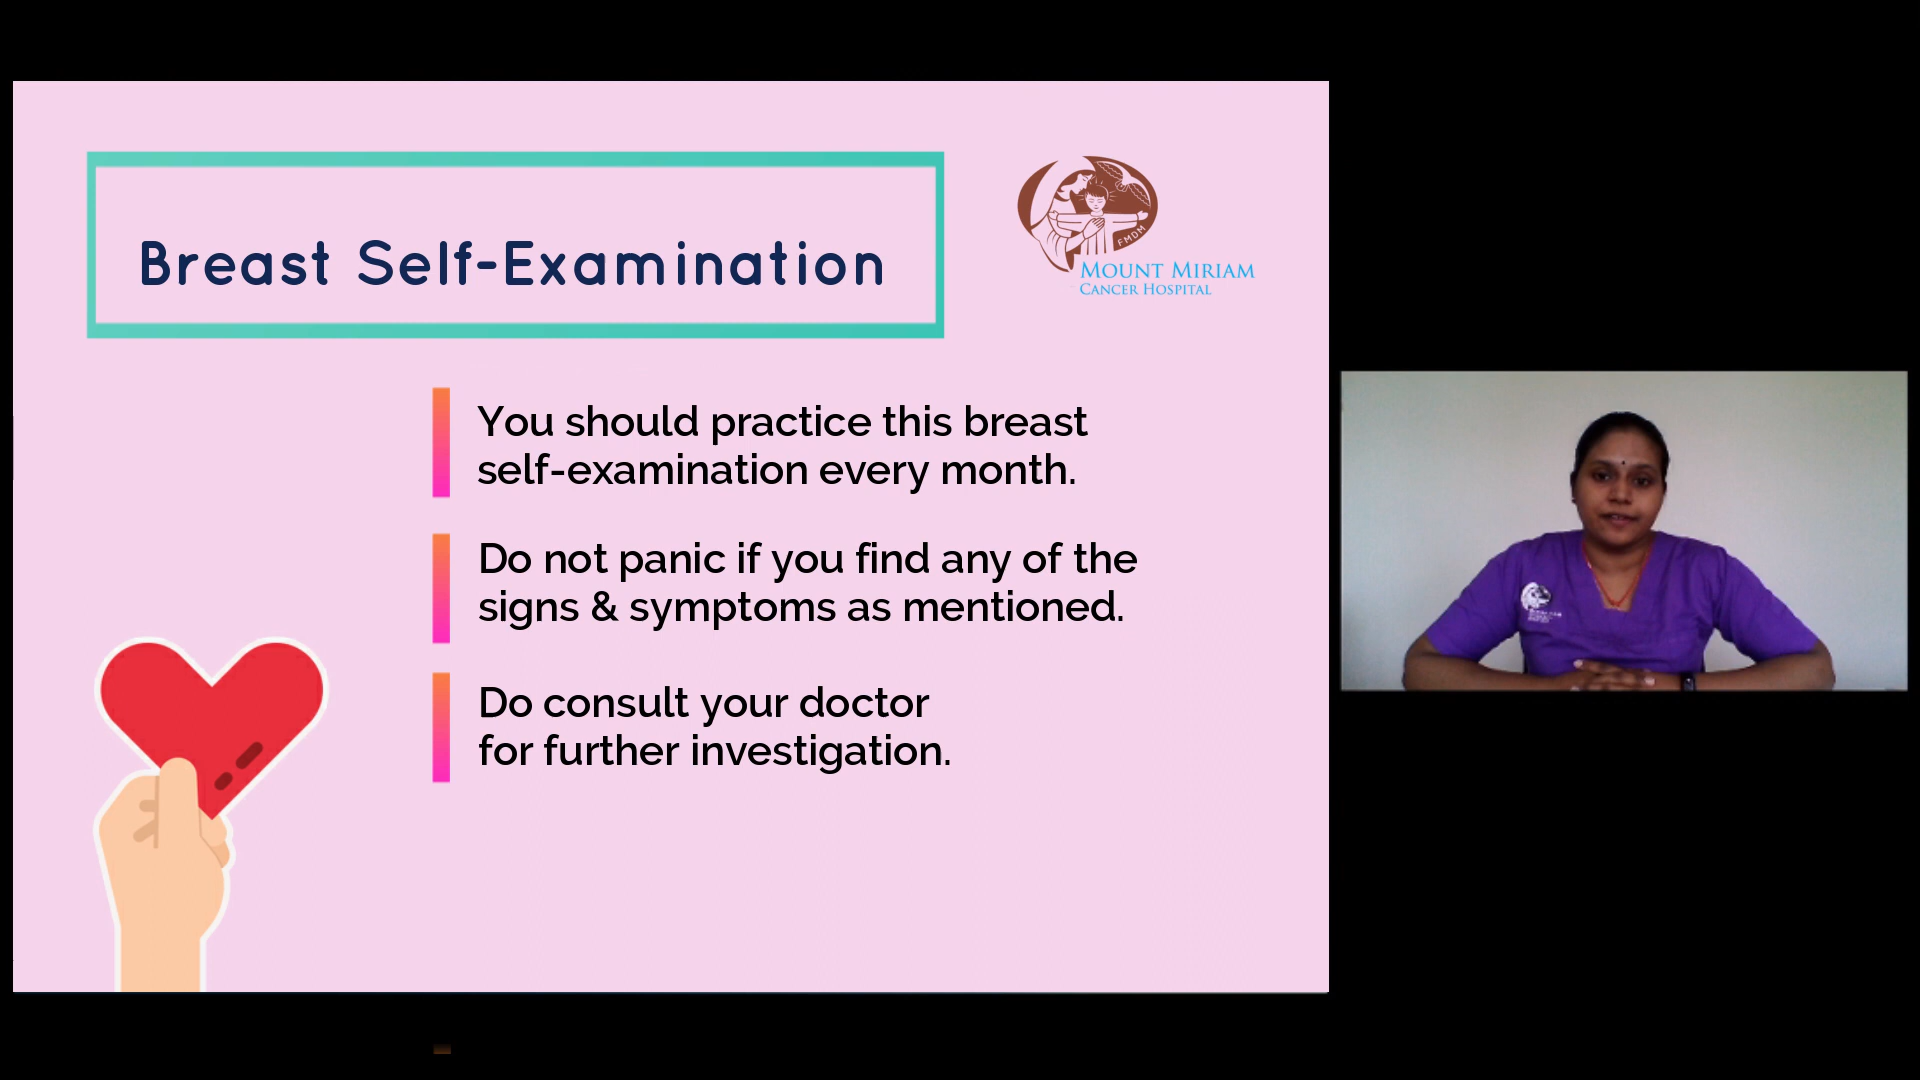 Breast Self-Examination
FMDM
MOUNT MIRIAM
CANCER HOSPITAL
You should practice this breast
self-examination every month.
Do not panic if you find any of the
signs & symptoms as mentioned.
Do consult your doctor
for further investigation.